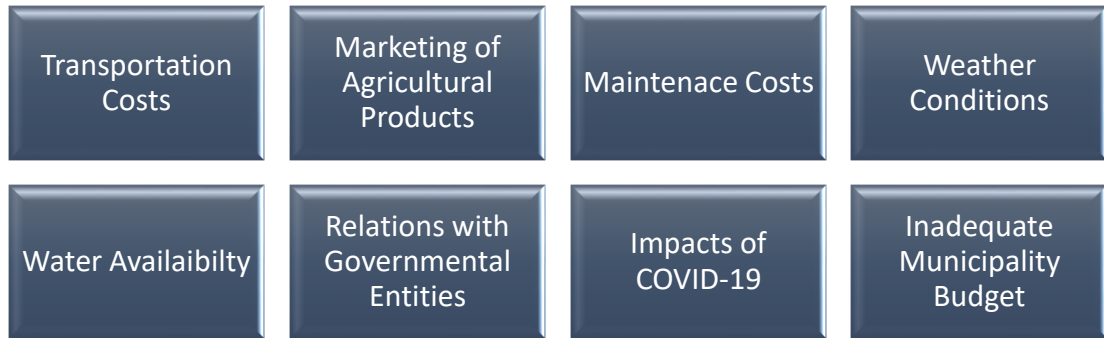 Transportation
Costs
Marketing of
Agricultural
Products
Maintenace Costs
Weather
Conditions
Water Availaibilty
Relations with
Governmental
Entities
Impacts of
COVID-19
Inadequate
Municipality
Budget